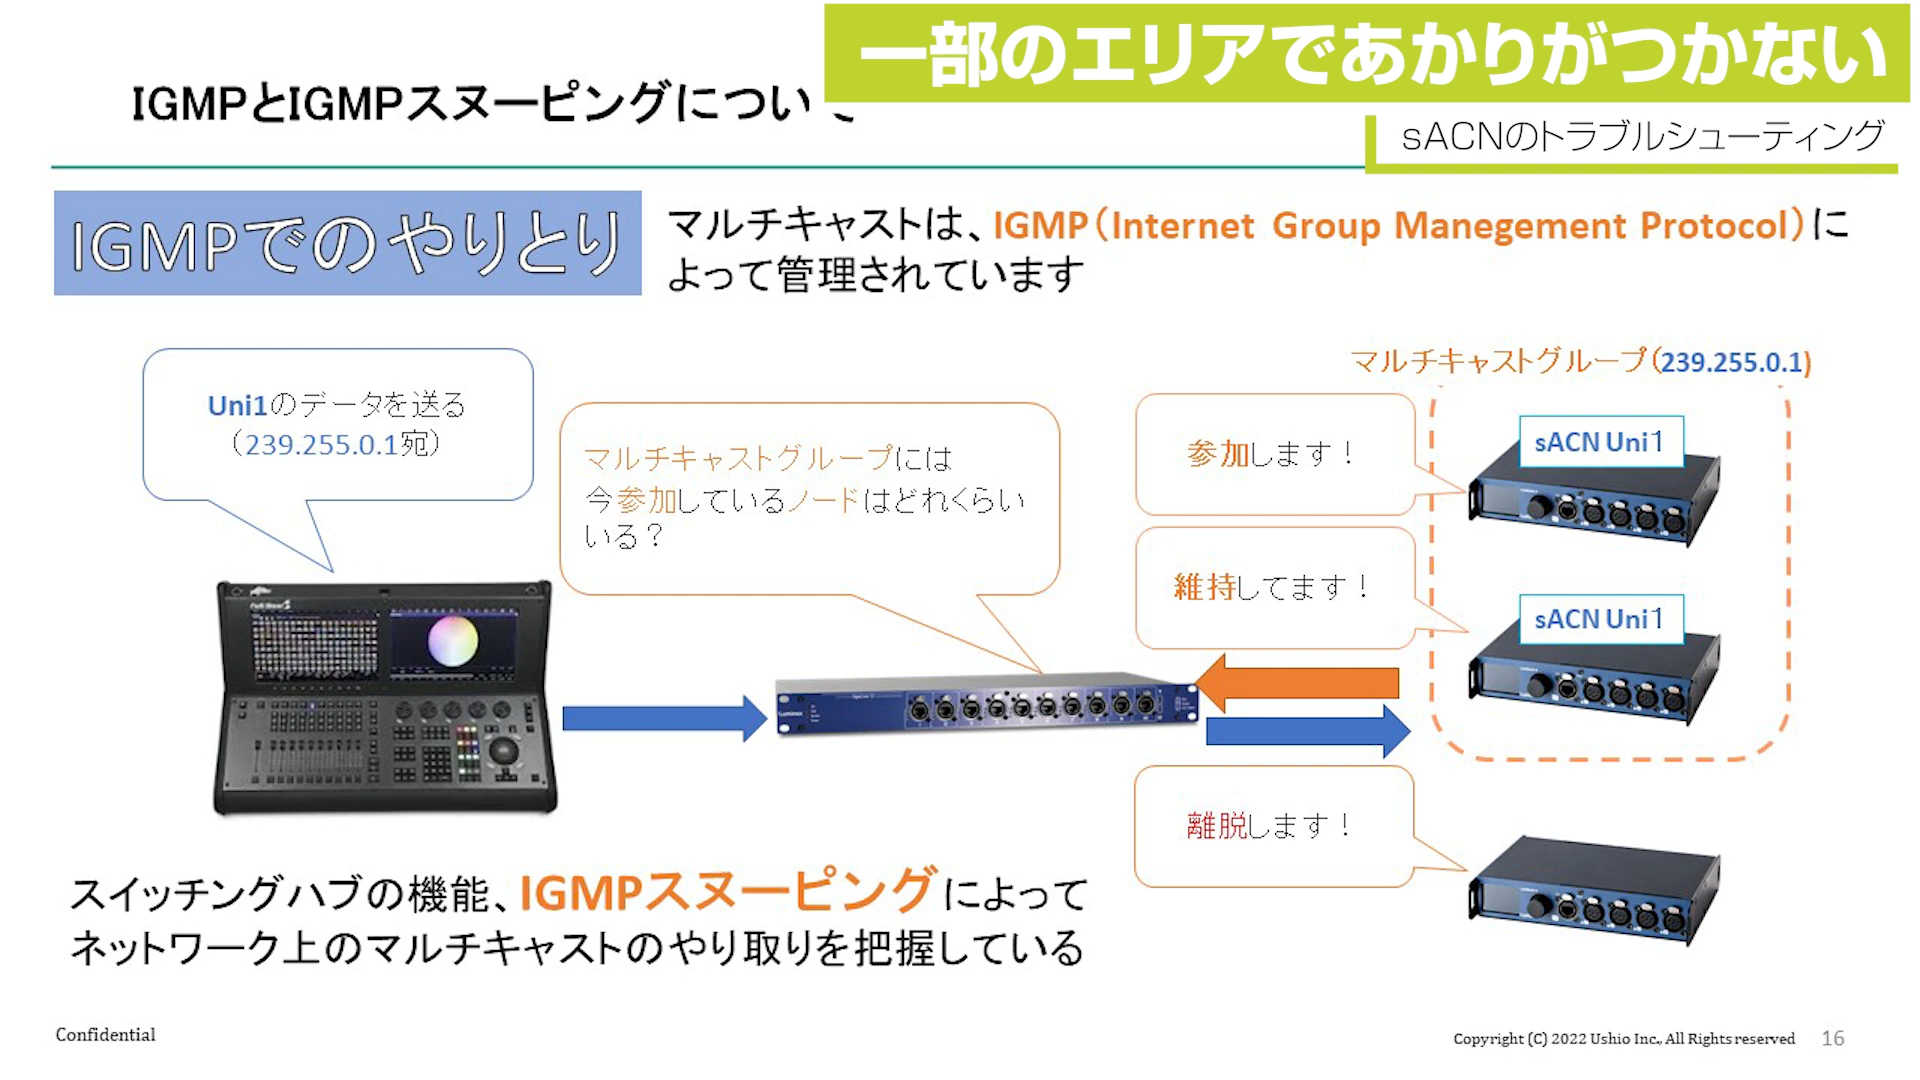 一部のエリアであかりがつかない
IGMPとIGMPスヌーピングについて
sACNのトラブルシューティング
IGMPでのやりとり
マルチキャストは、IGMP（Internet Group Manegement Protocol）に
よって管理されています
マルチキャストグループ(239.255.0.1)
Uni1のデータを送る
（239.255.0.1宛）
マルチキャストグループには
今参加しているノードはどれくらい
いる？
参加します！
sACN Uni1
維持してます！
sACN Uni1
離脱します！
Luminex
スイッチングハブの機能、IGMPスヌーピングによって
ネットワーク上のマルチキャストのやり取りを把握している
Confidential
Copyright (C) 2022 Ushio Inc., All Rights reserved
16